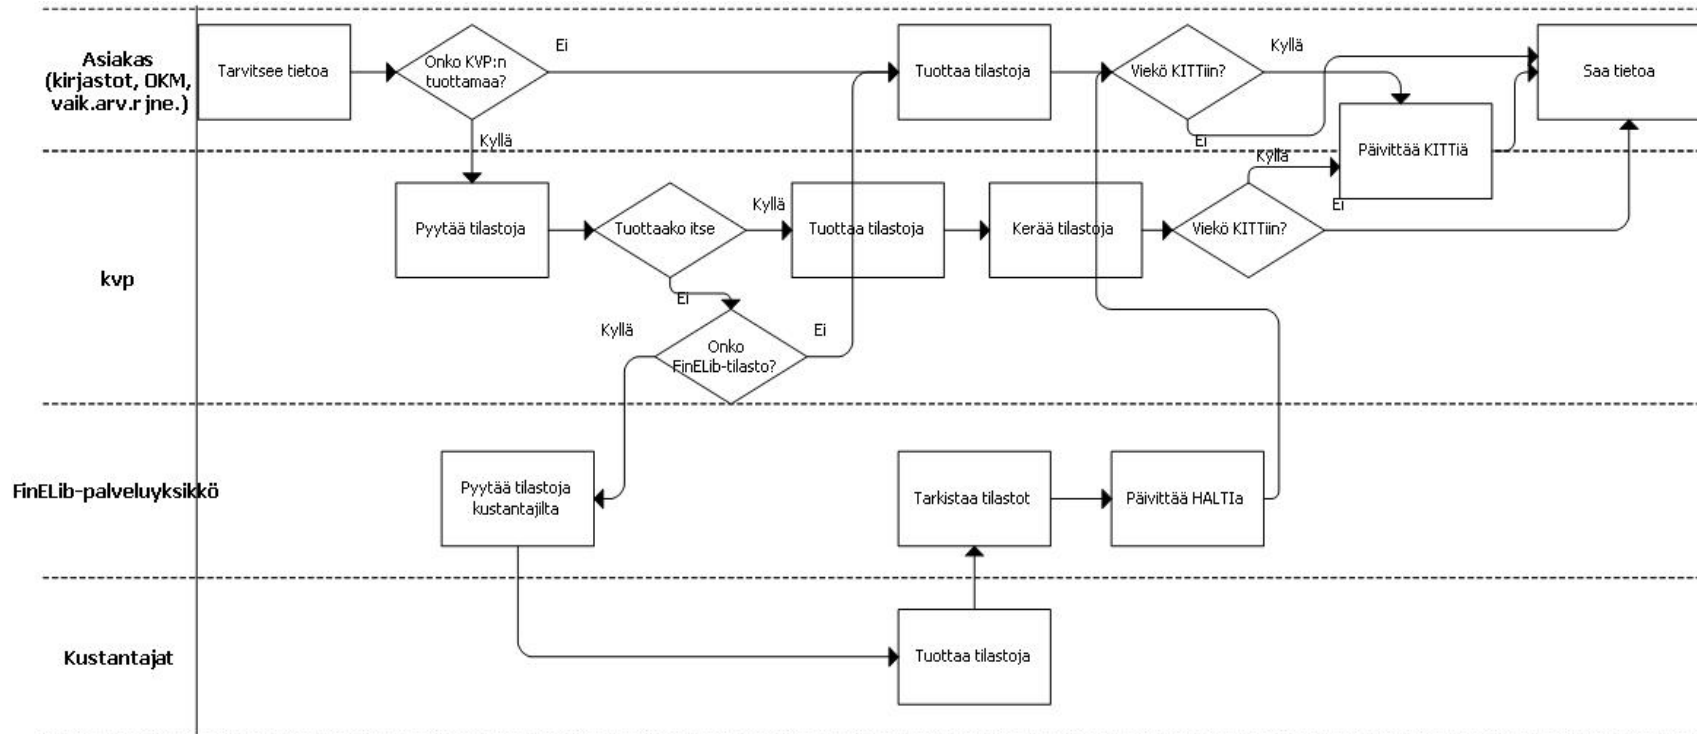 Asiakas
(kirjastot, OKM,
vaik.arv.r jne.)
Tarvitsee tietoa
Onko KVP:n
tuottamaa?
Ei
Kyllä
Tuottaa tilastoja
Viekö KITTiin?
Kyllä
Ei
Päivittää KITTiä
Saa tietoa
kvp
Pyytää tilastoja
Tuottaako itse
Kyllä
Ei
Tuottaa tilastoja
Kerää tilastoja
Viekö KITTiin?
Kyllä
Ei
Onko
FinELib-tilasto?
Kyllä
Ei
FinELib-palveluyksikkö
Pyytää tilastoja
kustantajilta
Tarkistaa tilastot
Päivittää HALTIa
Kustantajat
Tuottaa tilastoja